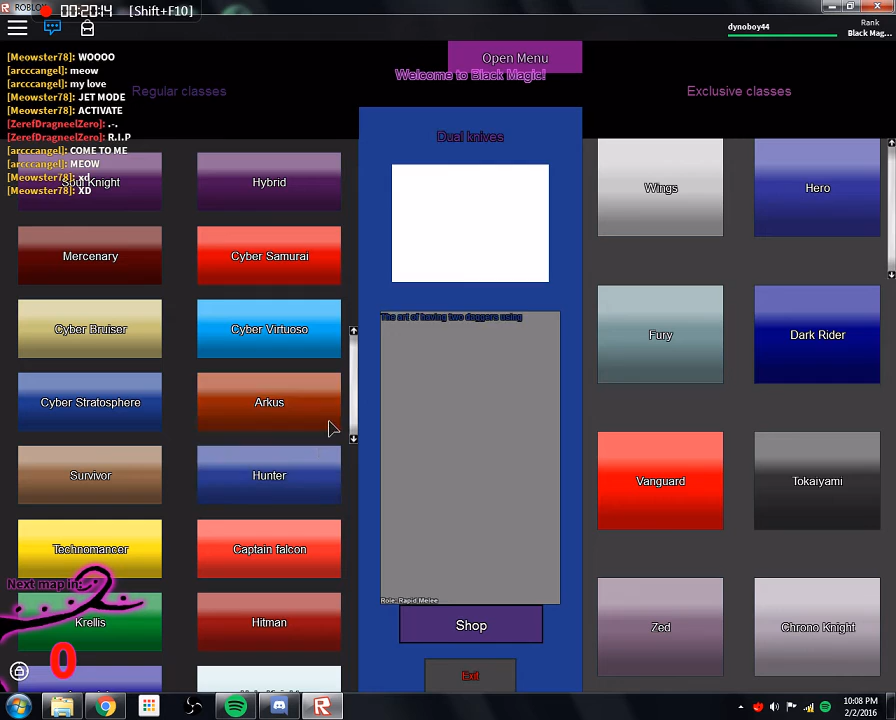 ROBLOX
00:20:14 [Shift+F10]
dynoboy44
Rank
Black Mag...
Open Menu
Welcome to Black Magic!
Regular classes
Exclusive classes
[Meowster78]: WOOOO
[arcccangel]: meow
[arcccangel]: my love
[Meowster78]: JET MODE
[Meowster78]: ACTIVATE
[ZerefDragneelZero]: .-.
[ZerefDragneelZero]: R.I.P
[arcccangel]: COME TO ME
[arcccangel]: MEOW
[Meowster78]: xd
[Meowster78]: XD
Soul Knight
Hybrid
Mercenary
Cyber Samurai
Cyber Bruiser
Cyber Virtuoso
Cyber Stratosphere
Arkus
Survivor
Hunter
Technomancer
Captain falcon
Krellis
Hitman
Next map in:
0
Dual knives
The art of having two daggers using
Role: Rapid Melee
Shop
Exit
Wings
Hero
Fury
Dark Rider
Vanguard
Tokaiyami
Zed
Chrono Knight
10:08 PM
2/2/2016